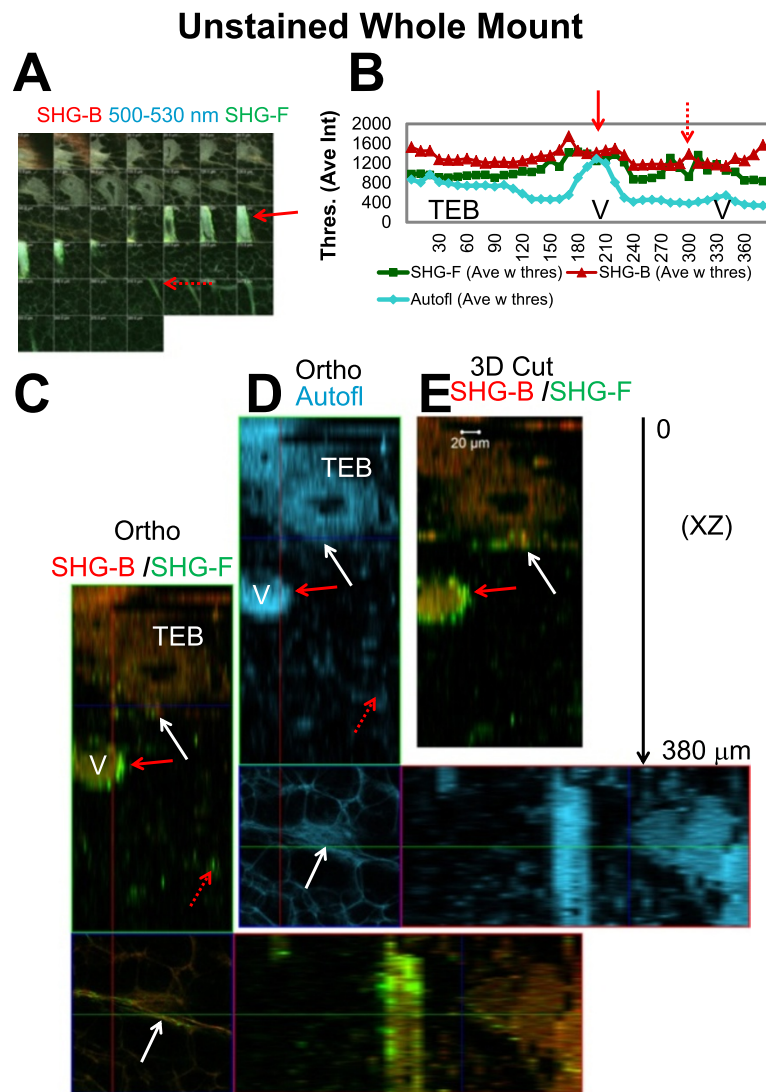 Unstained Whole Mount
A
SHG-B 500-530 nm SHG-F
B
2000
1600
1200
800
400
0
Thres. (Ave Int)
TEB
V
V
30
60
90
120
150
180
210
240
270
300
330
360
SHG-F (Ave w thres)
SHG-B (Ave w thres)
Autofl (Ave w thres)
C
Ortho
SHG-B /SHG-F
TEB
V
D
Ortho
Autofl
TEB
V
E
3D Cut
SHG-B /SHG-F
20 µm
0
(XZ)
380 µm